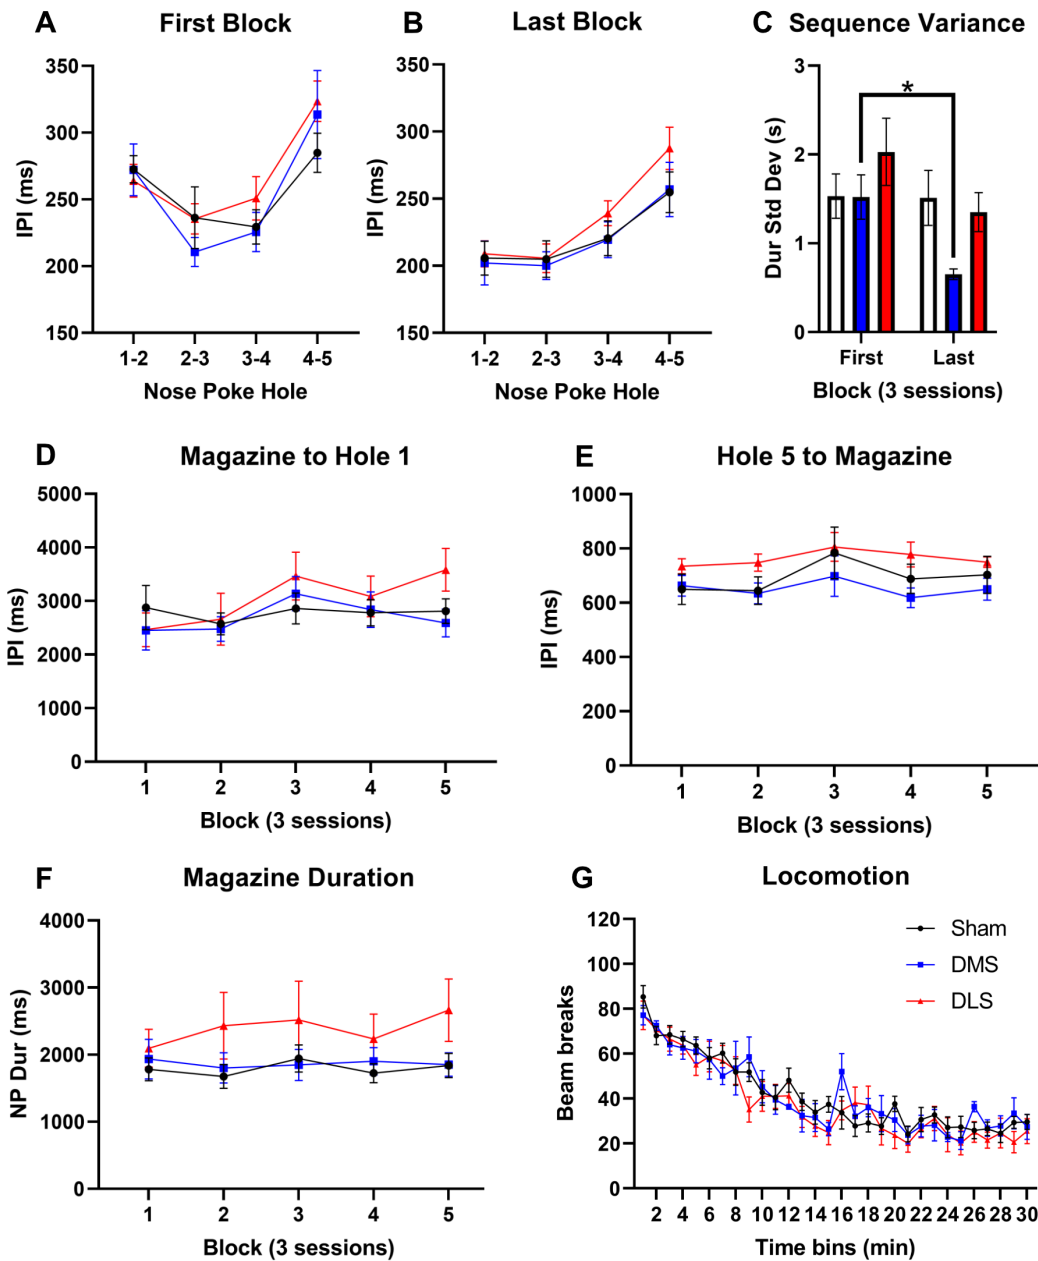 A First Block
350
300
250
200
150
IPI (ms)
1-2 2-3 3-4 4-5
Nose Poke Hole
B Last Block
350
300
250
200
150
IPI (ms)
1-2 2-3 3-4 4-5
Nose Poke Hole
C Sequence Variance
3
2
1
0
Dur Std Dev (s)
*
First Last
Block (3 sessions)
D Magazine to Hole 1
5000
4000
3000
2000
1000
0
IPI (ms)
1 2 3 4 5
Block (3 sessions)
E Hole 5 to Magazine
1000
800
600
400
200
0
IPI (ms)
1 2 3 4 5
Block (3 sessions)
F Magazine Duration
4000
3000
2000
1000
0
NP Dur (ms)
1 2 3 4 5
Block (3 sessions)
G Locomotion
120
100
80
60
40
20
0
Beam breaks
Sham
DMS
DLS
2 4 6 8 10 12 14 16 18 20 22 24 26 28 30
Time bins (min)